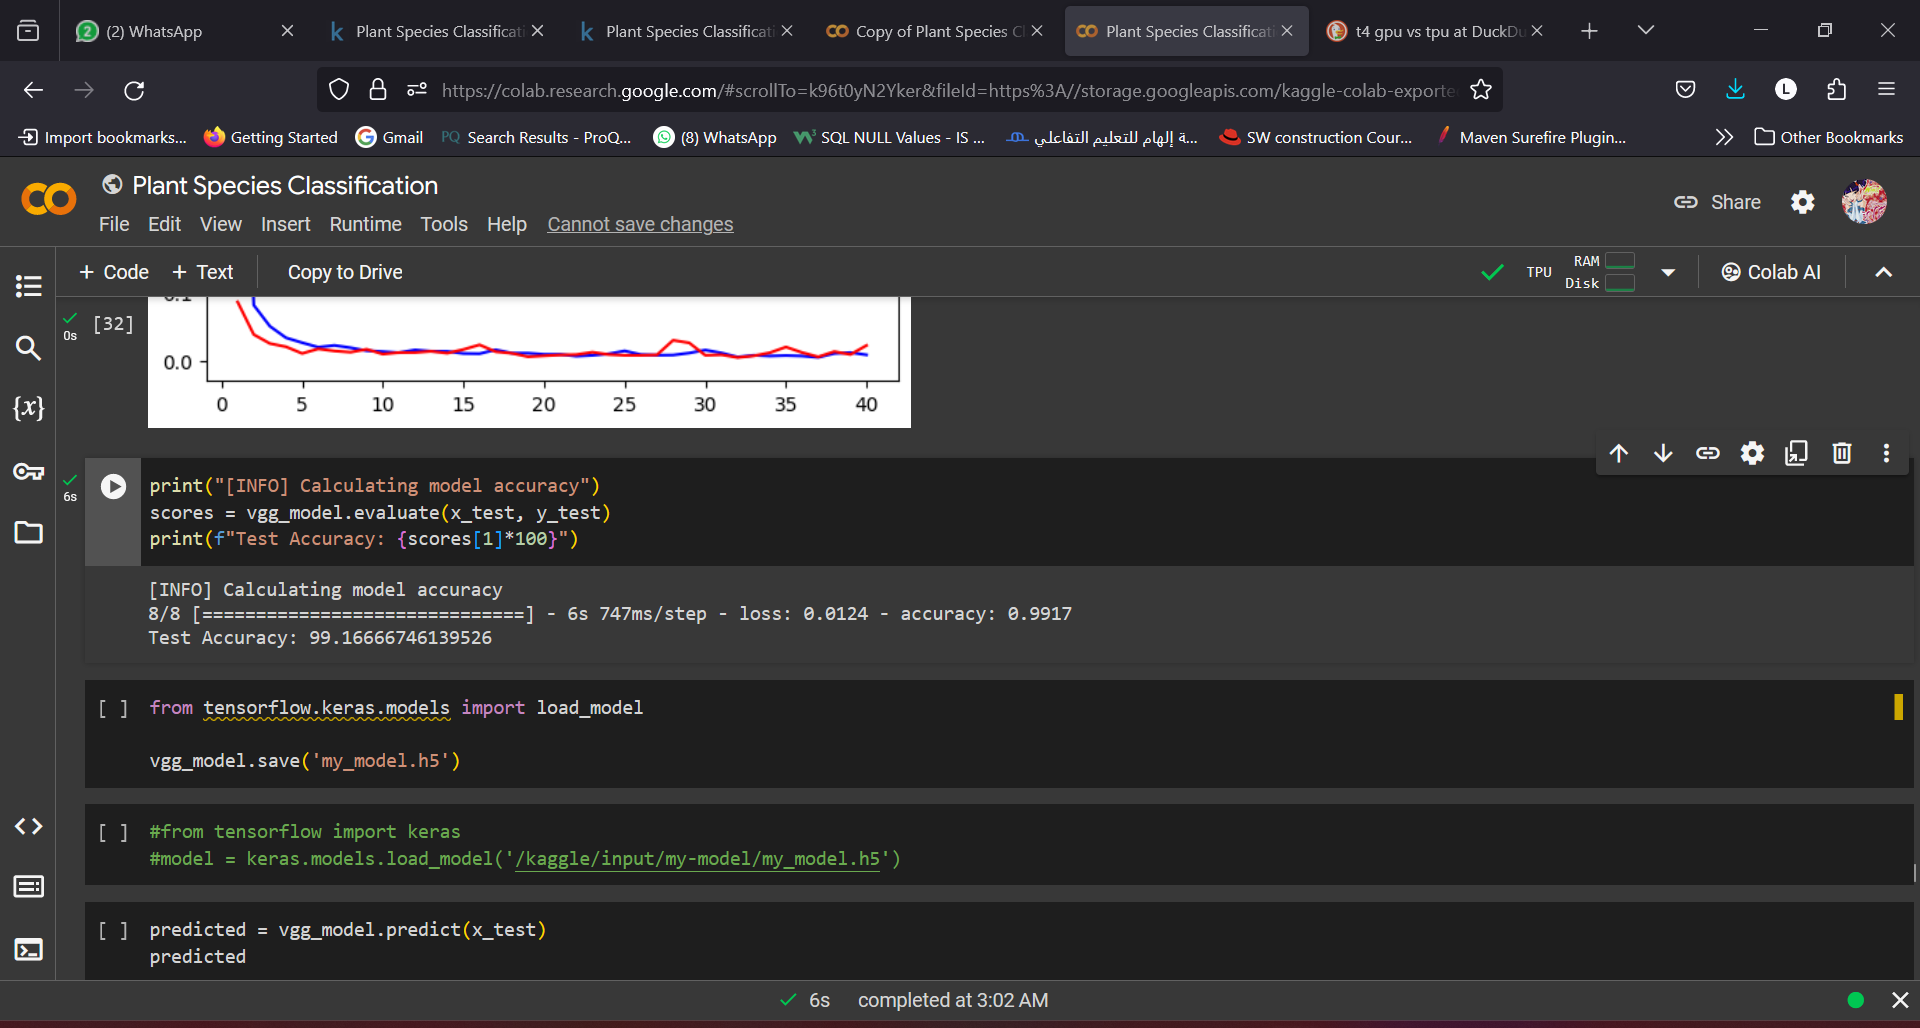 (2) WhatsApp
Plant Species Classificati
Plant Species Classificati
Copy of Plant Species C
Plant Species Classificati
t4 gpu vs tpu at DuckDu
https://colab.research.google.com/#scrollTo=k96t0yN2Yker&fileId=https%3A//storage.googleapis.com/kaggle-colab-exporte
L
Import bookmarks...
Getting Started
Gmail
PQ Search Results - ProQ...
(8) WhatsApp
SQL NULL Values - IS ...
ة إلهام للتعليم التفاعلي...
SW construction Cour...
Maven Surefire Plugin...
Other Bookmarks
Plant Species Classification
Share
File Edit View Insert Runtime Tools Help Cannot save changes
+ Code + Text Copy to Drive
TPU
RAM
Disk
Colab AI
0s
[32]
0.1
0.0
0 5 10 15 20 25 30 35 40
6s
print("[INFO] Calculating model accuracy")
scores = vgg_model.evaluate(x_test, y_test)
print(f"Test Accuracy: {scores[1]*100}")
[INFO] Calculating model accuracy
8/8 [==============================] - 6s 747ms/step - loss: 0.0124 - accuracy: 0.9917
Test Accuracy: 99.16666746139526
[ ] from tensorflow.keras.models import load_model
vgg_model.save('my_model.h5')
[ ] #from tensorflow import keras
#model = keras.models.load_model('/kaggle/input/my-model/my_model.h5')
[ ] predicted = vgg_model.predict(x_test)
predicted
6s completed at 3:02 AM